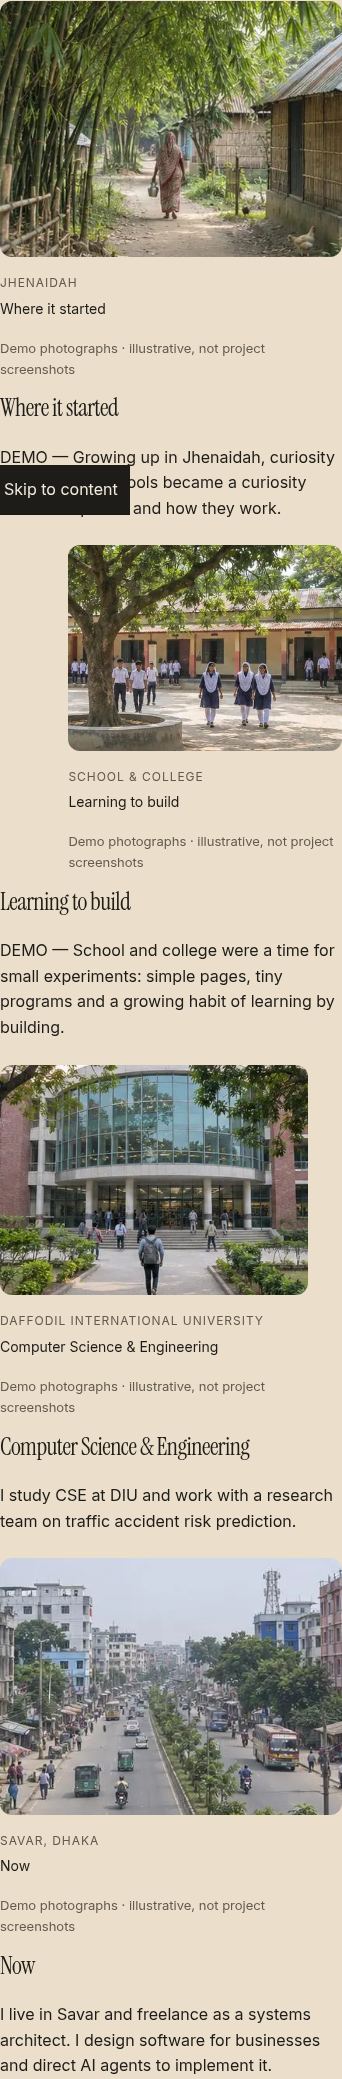 JHENAIDAH
Where it started
Demo photographs · illustrative, not project
screenshots
Where it started
DEMO — Growing up in Jhenaidah, curiosity
ools became a curiosity
and how they work.
Skip to content
SCHOOL & COLLEGE
Learning to build
Demo photographs · illustrative, not project
screenshots
Learning to build
DEMO — School and college were a time for
small experiments: simple pages, tiny
programs and a growing habit of learning by
building.
DAFFODIL INTERNATIONAL UNIVERSITY
Computer Science & Engineering
Demo photographs · illustrative, not project
screenshots
Computer Science & Engineering
I study CSE at DIU and work with a research
team on traffic accident risk prediction.
SAVAR, DHAKA
Now
Demo photographs · illustrative, not project
screenshots
Now
I live in Savar and freelance as a systems
architect. I design software for businesses
and direct AI agents to implement it.